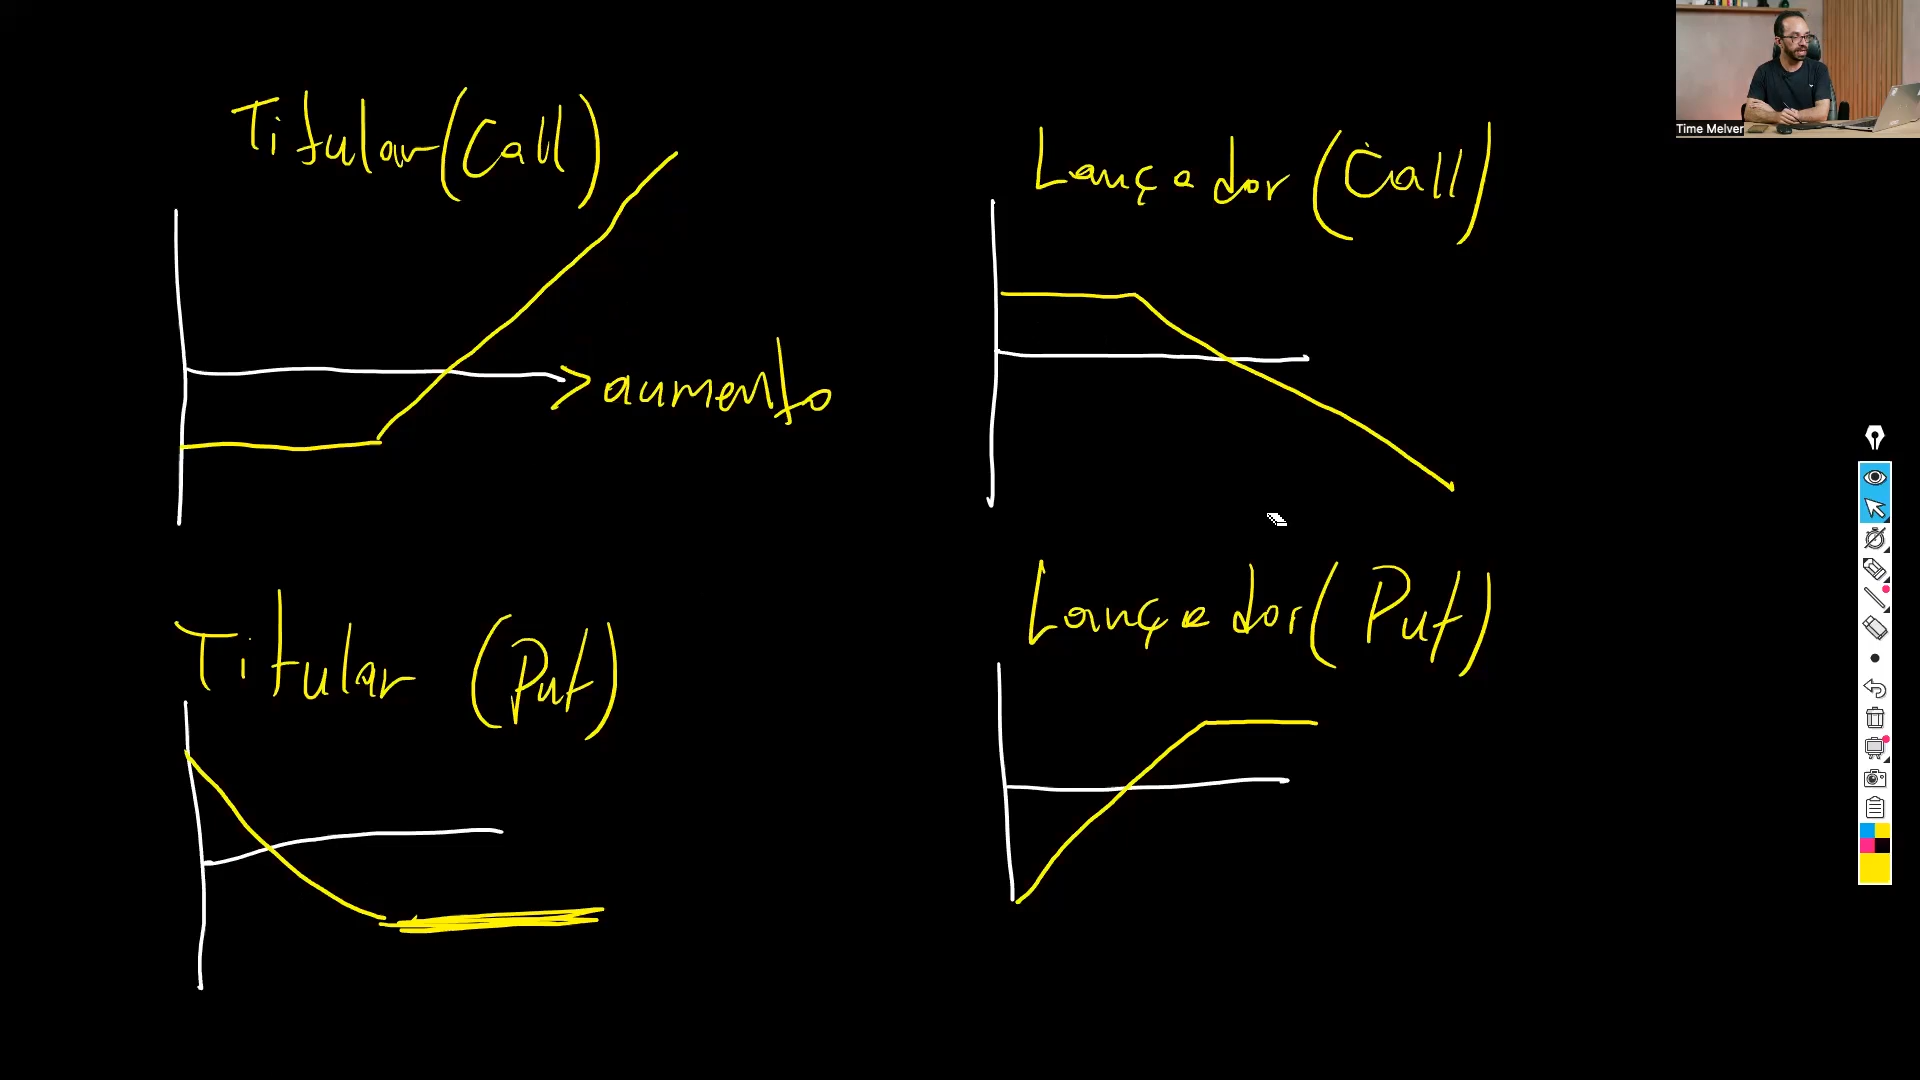 Titular (Call)
> aumento
Lançador (Call)
Titular (Put)
Lançador (Put)
Time Melver